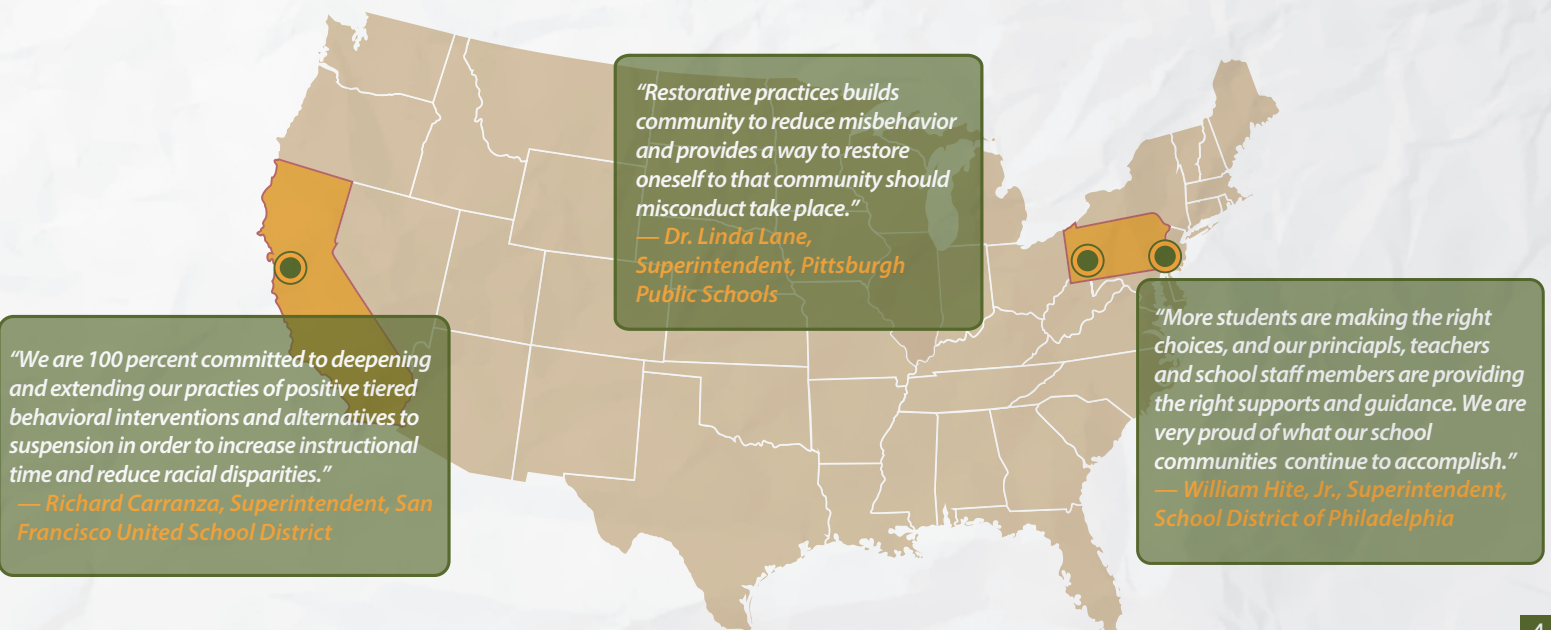 “Restorative practices builds
community to reduce misbehavior
and provides a way to restore
oneself to that community should
misconduct take place.”
— Dr. Linda Lane,
Superintendent, Pittsburgh
Public Schools
“We are 100 percent committed to deepening
and extending our practies of positive tiered
behavioral interventions and alternatives to
suspension in order to increase instructional
time and reduce racial disparities.”
— Richard Carranza, Superintendent, San
Francisco United School District
“More students are making the right
choices, and our princiapls, teachers
and school staff members are providing
the right supports and guidance. We are
very proud of what our school
communities continue to accomplish.”
— William Hite, Jr., Superintendent,
School District of Philadelphia